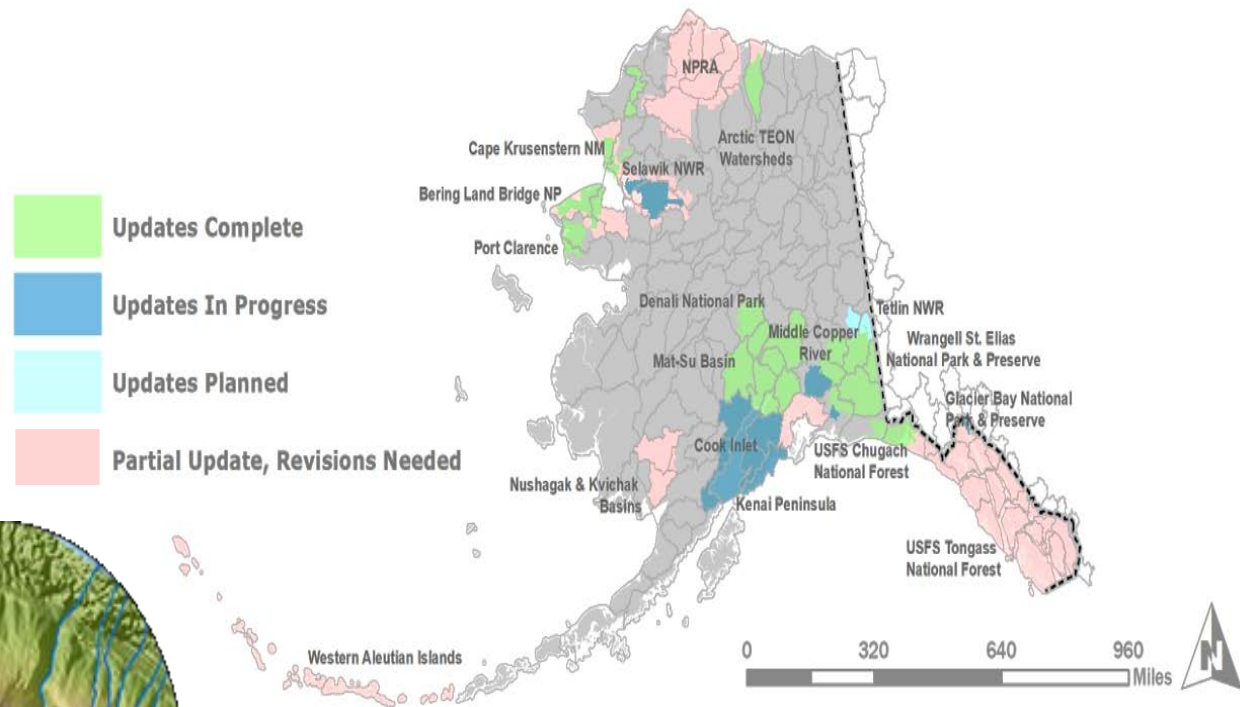 NPRA
Arctic TEON
Watersheds
Cape Krusenstern NM
Selawik NWR
Bering Land Bridge NP
Port Clarence
Updates Complete
Updates In Progress
Updates Planned
Partial Update, Revisions Needed
Denali National Park
Tetlin NWR
Middle Copper
River
Wrangell St. Elias
National Park & Preserve
Mat-Su Basin
Glacier Bay National
Park & Preserve
Cook Inlet
USFS Chugach
National Forest
Nushagak & Kvichak
Basins
Kenai Peninsula
USFS Tongass
National Forest
Western Aleutian Islands
0 320 640 960
Miles
N